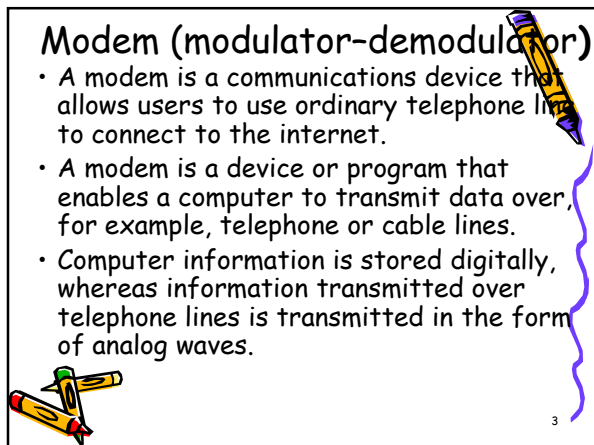 Modem (modulator–demodulator)
• A modem is a communications device that
allows users to use ordinary telephone line
to connect to the internet.
• A modem is a device or program that
enables a computer to transmit data over,
for example, telephone or cable lines.
• Computer information is stored digitally,
whereas information transmitted over
telephone lines is transmitted in the form
of analog waves.
3